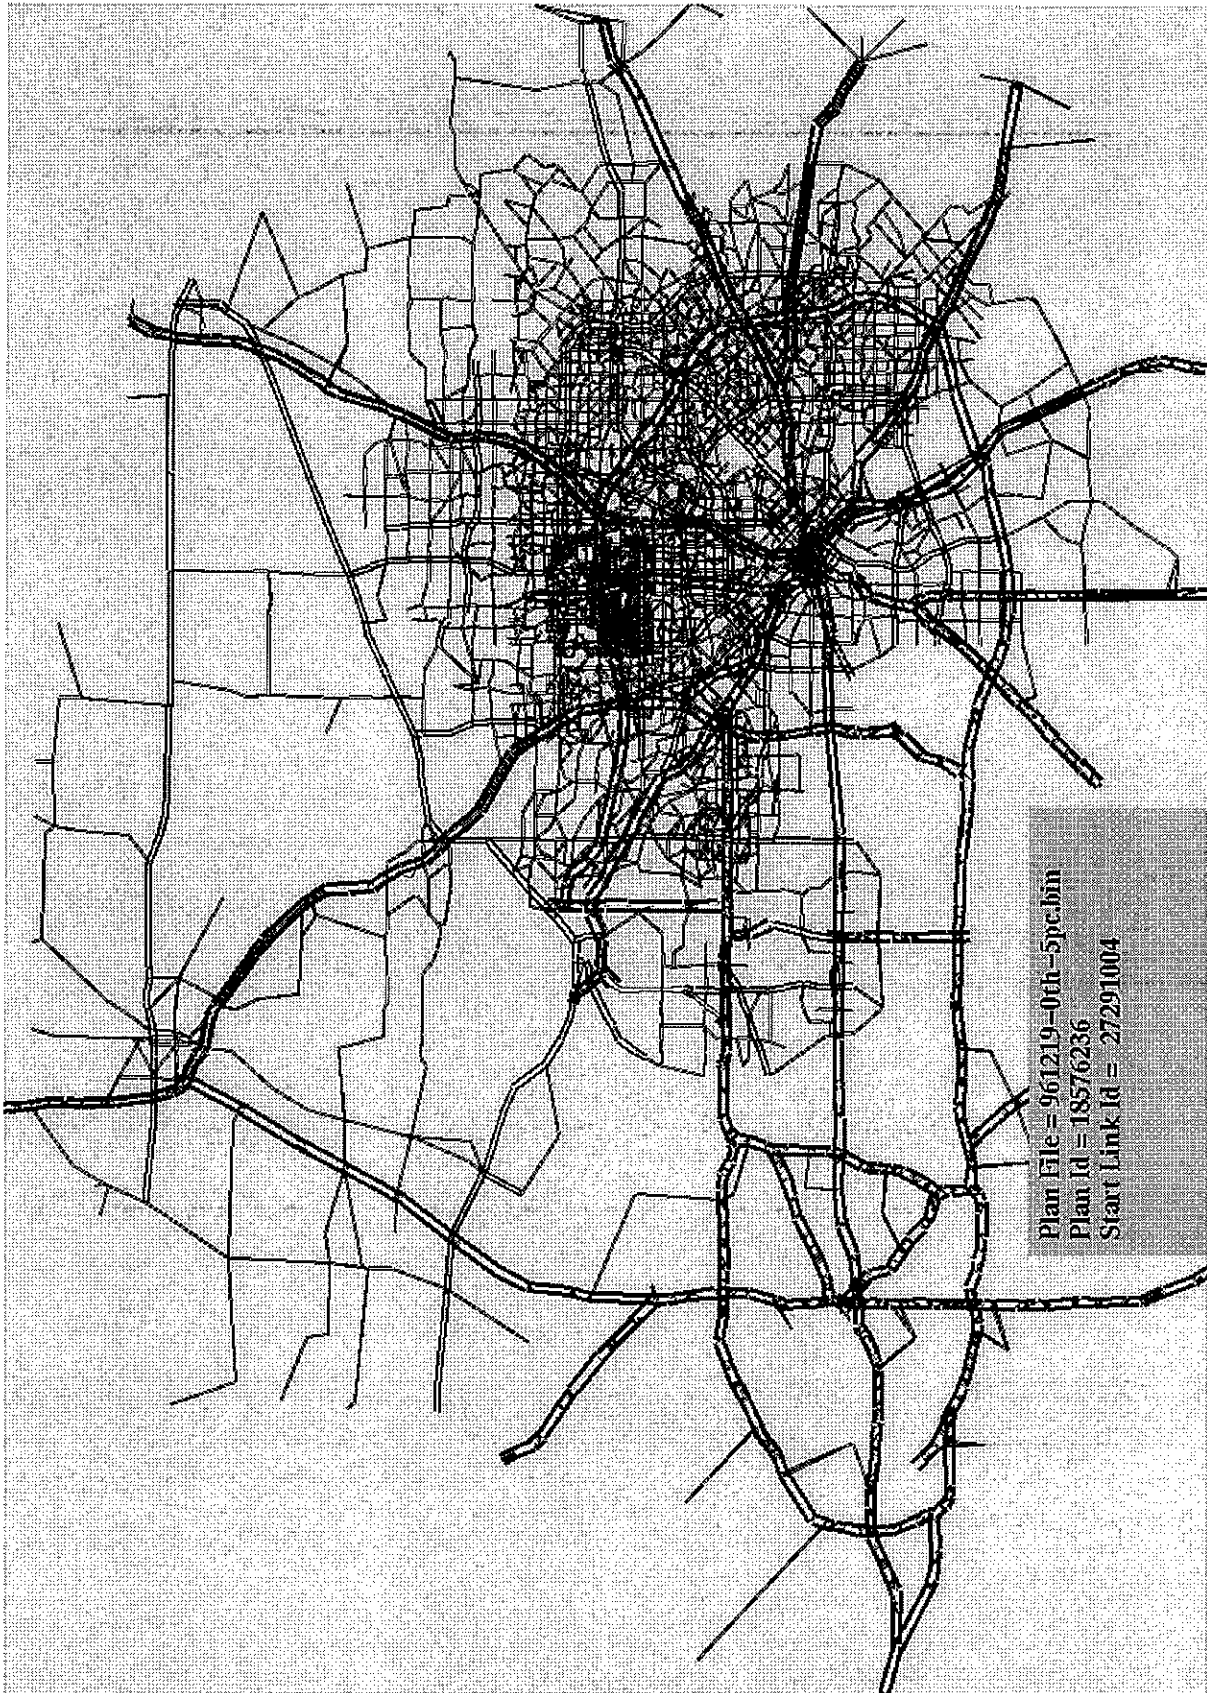 Plan File = 961219-0th-5pc.bin
Plan Id = 18576236
Start Link Id = 27291004